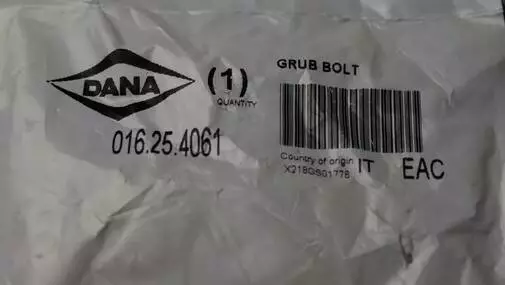 DANA
(1)
QUANTITY
016.25.4061
GRUB BOLT
Country of origin IT
X218GS01778
EAC